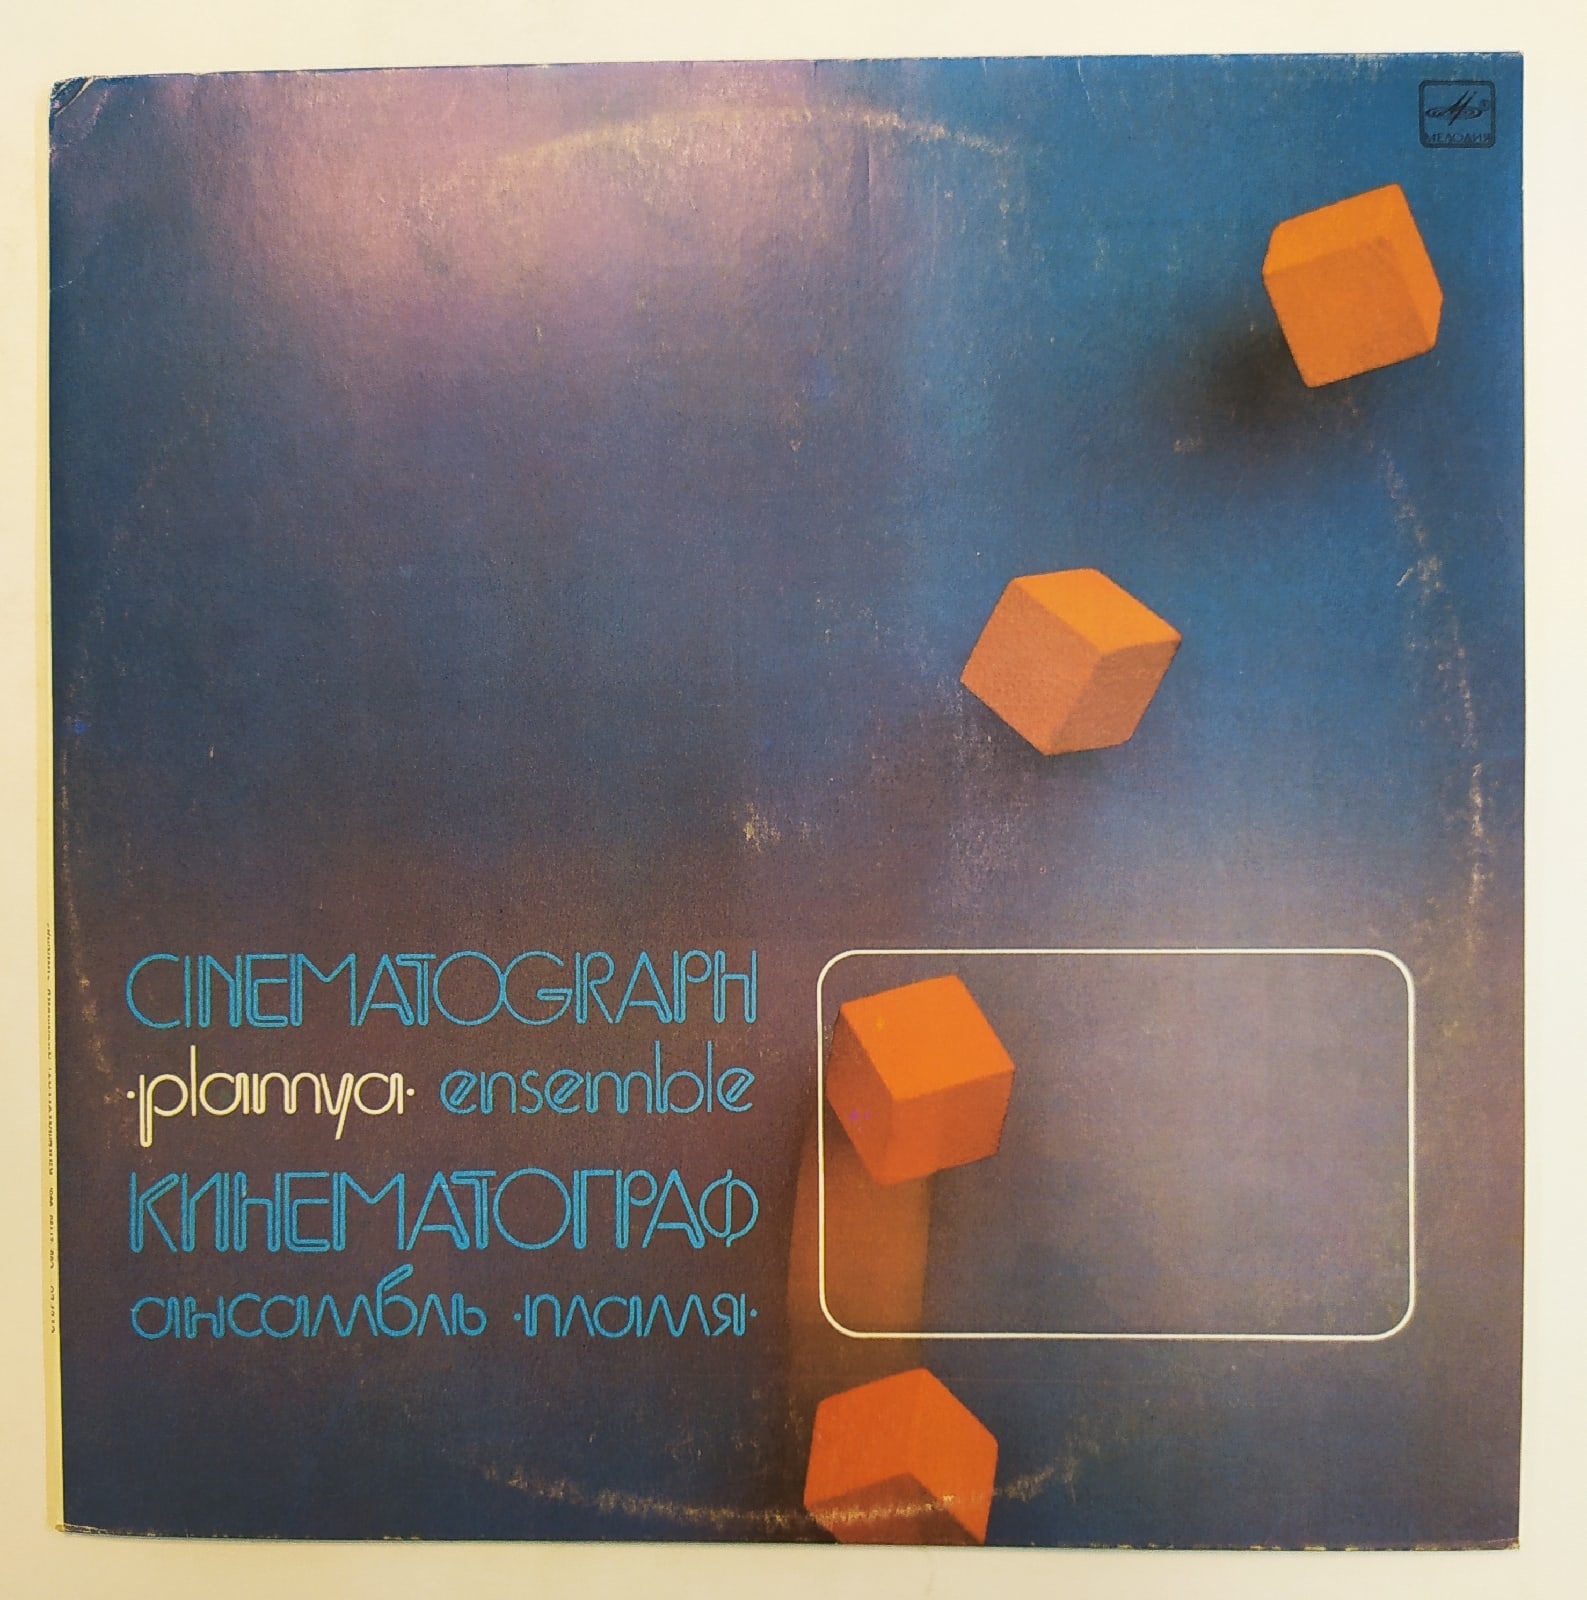 МЕЛОДИЯ
CINEMATOGRAPH
·plamya· ensemble
КИНЕМАТОГРАФ
ансамбль ·пламя·